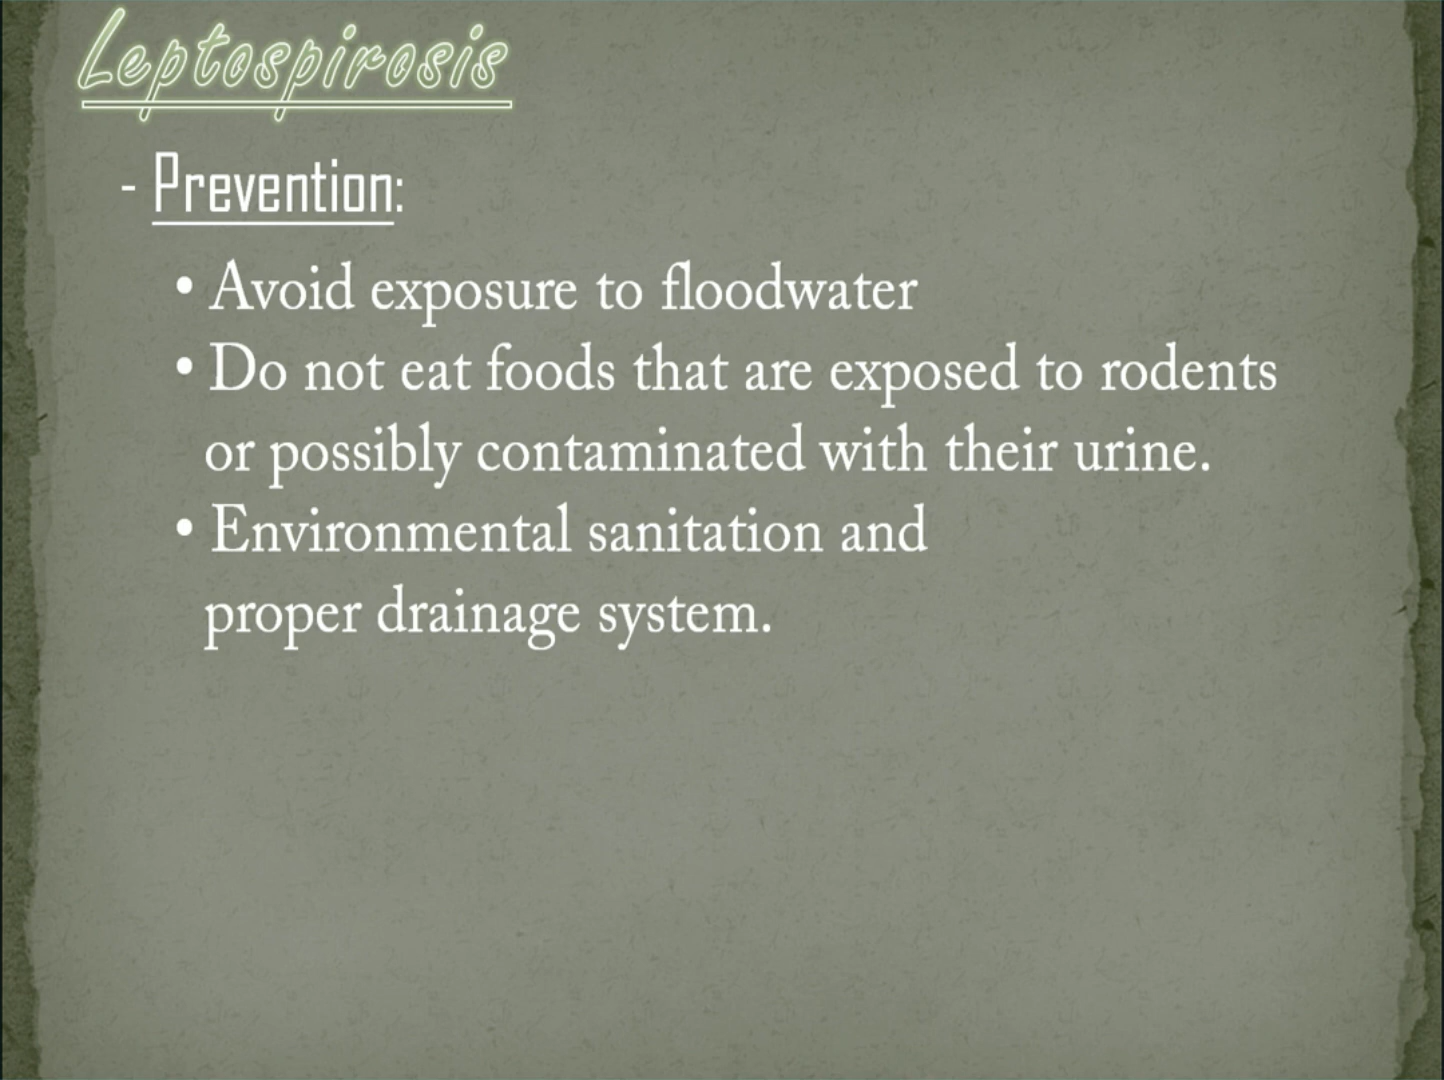 Leptospirosis
- Prevention:
• Avoid exposure to floodwater
• Do not eat foods that are exposed to rodents
or possibly contaminated with their urine.
• Environmental sanitation and
proper drainage system.